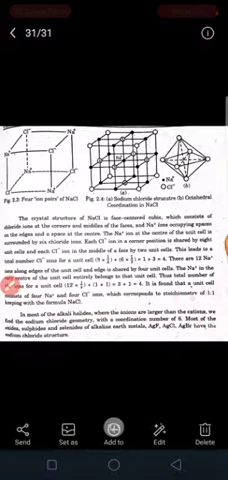 31/31
Cl⁻
Na⁺
Na⁺
Cl⁻
Na⁺
Cl⁻
Cl⁻
Na⁺
(b)
• Na⁺
○ Cl⁻
(a).
Fig 2.3: Four ion pairs of NaCl
Fig. 2.4: (a) Sodium chloride structure (b) Octahedral
Coordination in NaCl
The crystal structure of NaCl is face-centered cubic, which consists of
chloride ions at the corners and middles of the faces, and Na⁺ ions occupying spaces
on the edges and a space at the centre. The Na⁺ ion at the centre of the unit cell is
surrounded by six chloride ions. Each Cl⁻ ion in a corner position is shared by eight
unit cells and each Cl⁻ ion in the middle of a face by two unit cells. This leads to a
total number Cl⁻ ions for a unit cell (8 × ⅛) + (6 × ½) = 1 + 3 = 4. There are 12 Na⁺
ions along edges of the unit cell and edge is shared by four unit cells. The Na⁺ in the
centre of the unit cell entirely belongs to that unit cell. Thus total number of
ions for a unit cell (12 × ¼) + (1 × 1) = 3 + 1 = 4. It is found that a unit cell
consists of four Na⁺ and four Cl⁻ ions, which corresponds to stoichiometry of 1:1
keeping with the formula NaCl.
In most of the alkali halides, where the anions are larger than the cations, we
find the sodium chloride geometry, with a coordination number of 6. Most of the
oxides, sulphides and selenides of alkaline earth metals, AgF, AgCl, AgBr have the
sodium chloride structure.
Send
Set as
Add to
Edit
Delete